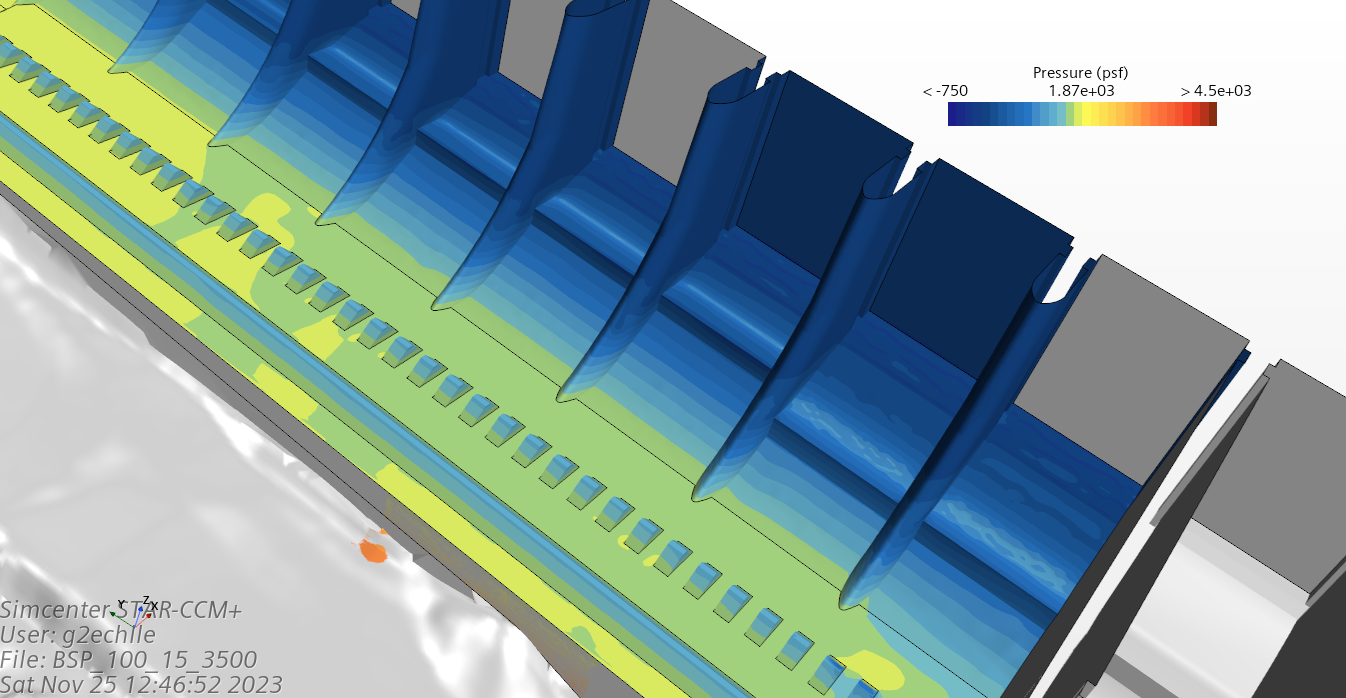 Pressure (psf)
< -750 1.87e+03 > 4.5e+03
Y Z X
Simcenter STAR-CCM+
User: g2echlle
File: BSP_100_15_3500
Sat Nov 25 12:46:52 2023